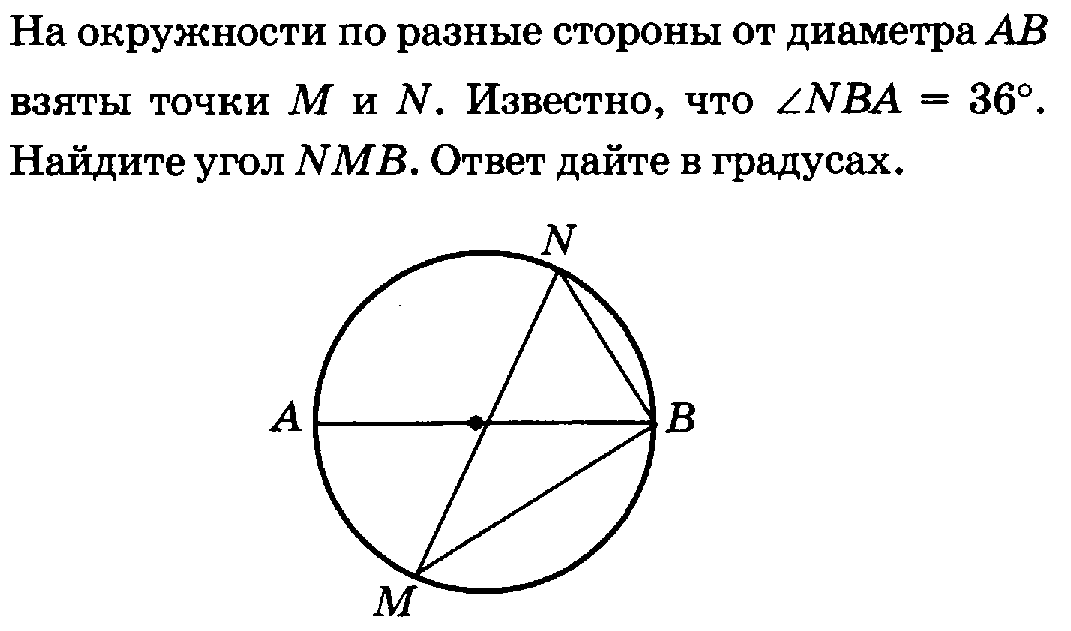 На окружности по разные стороны от диаметра AB
взяты точки M и N. Известно, что ∠NBA = 36°.
Найдите угол NMB. Ответ дайте в градусах.
N
A
B
M